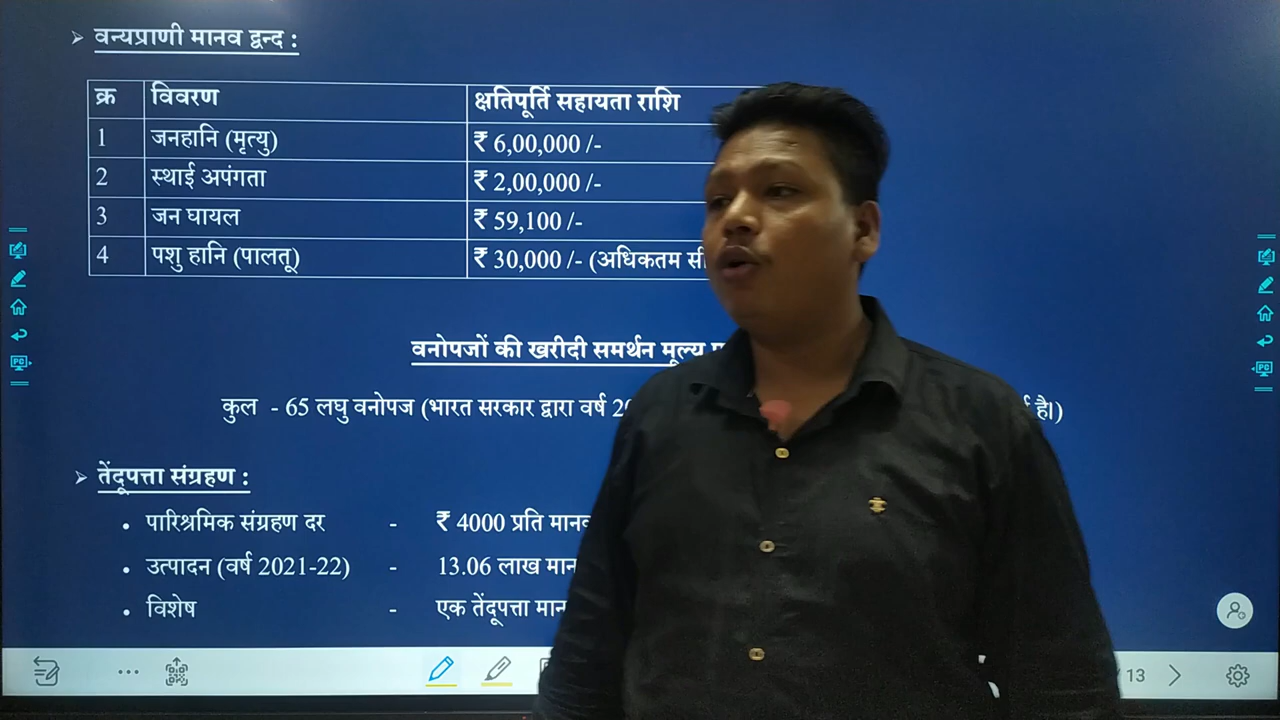 ➢ वन्यप्राणी मानव द्वन्द :
क्र विवरण क्षतिपूर्ति सहायता राशि
1 जनहानि (मृत्यु) ₹ 6,00,000 /-
2 स्थाई अपंगता ₹ 2,00,000 /-
3 जन घायल ₹ 59,100 /-
4 पशु हानि (पालतू) ₹ 30,000 /- (अधिकतम
वनोपजों की खरीदी समर्थन मूल्य
कुल - 65 लघु वनोपज (भारत सरकार द्वारा वर्ष है।)
➢ तेंदूपत्ता संग्रहण :
• पारिश्रमिक संग्रहण दर - ₹ 4000 प्रति
• उत्पादन (वर्ष 2021-22) - 13.06 लाख
• विशेष - एक तेंदूपत्ता
13
PC
PC